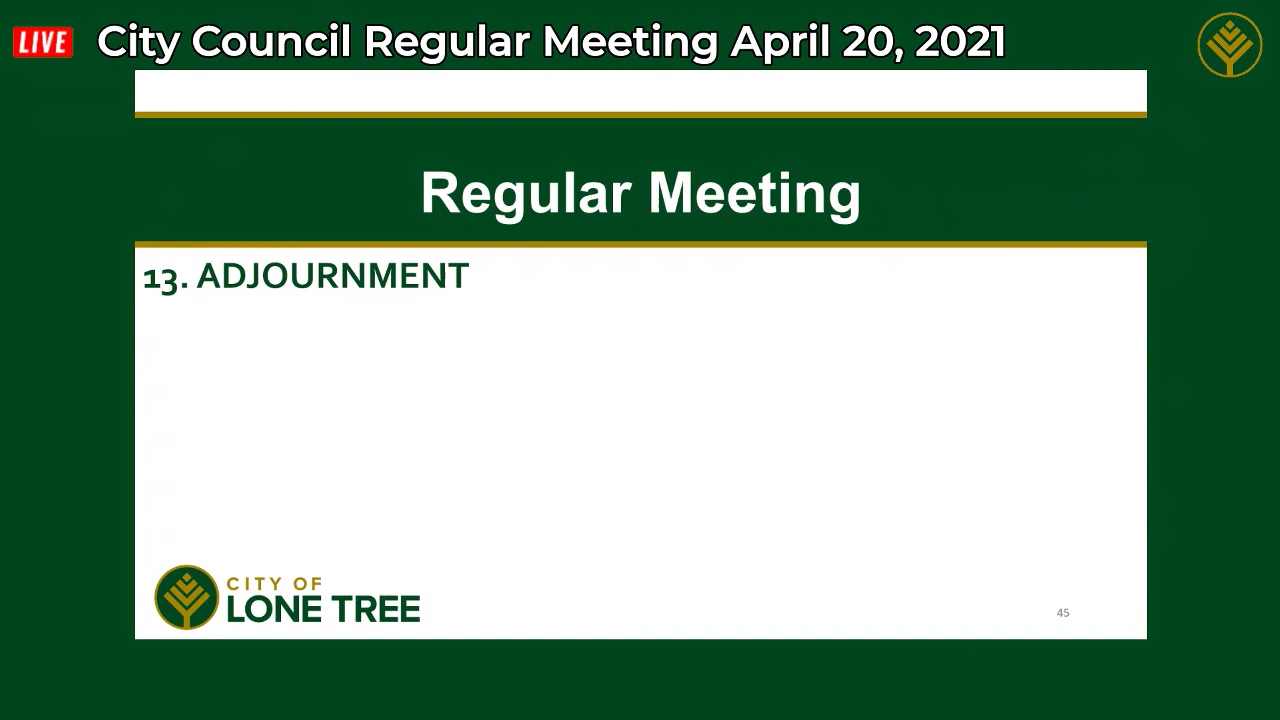 LIVE City Council Regular Meeting April 20, 2021
Regular Meeting
13. ADJOURNMENT
CITY OF
LONE TREE
45